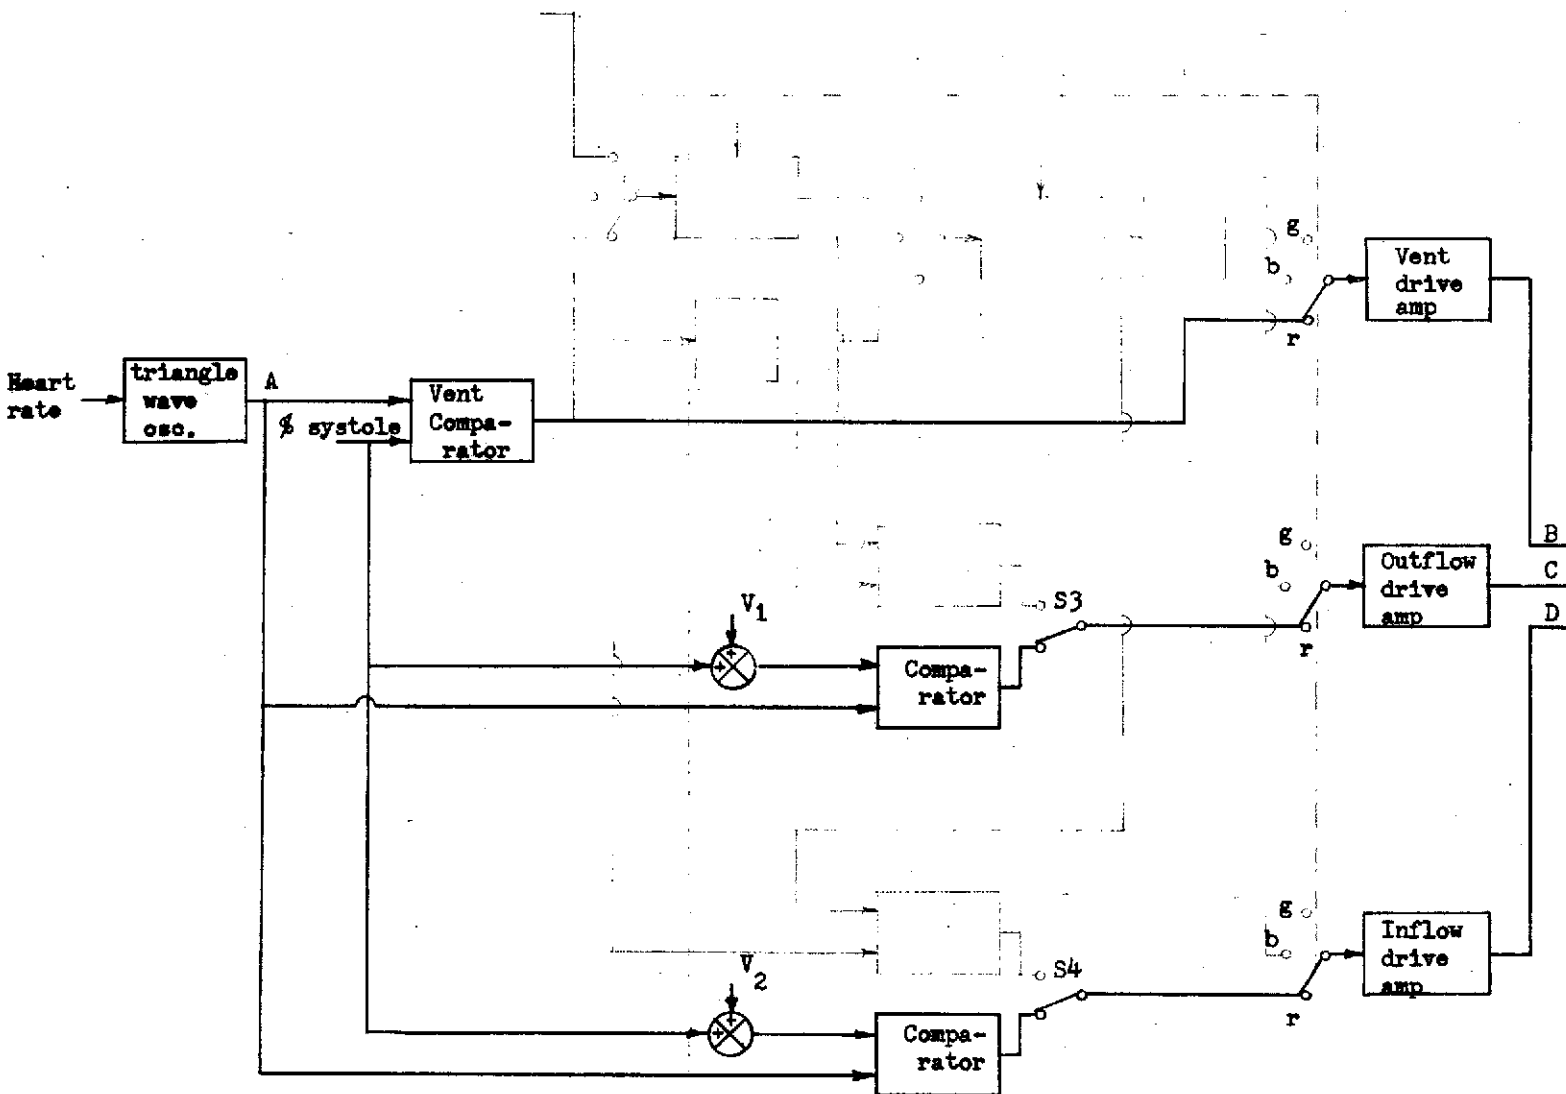 g
b
r
Vent
drive
amp
Heart
rate
triangle
wave
osc.
A
% systole
Vent
Compa-
rator
B
C
D
g
b
r
Outflow
drive
amp
V1
+
+
S3
Compa-
rator
g
b
r
Inflow
drive
amp
V2
+
+
S4
Compa-
rator